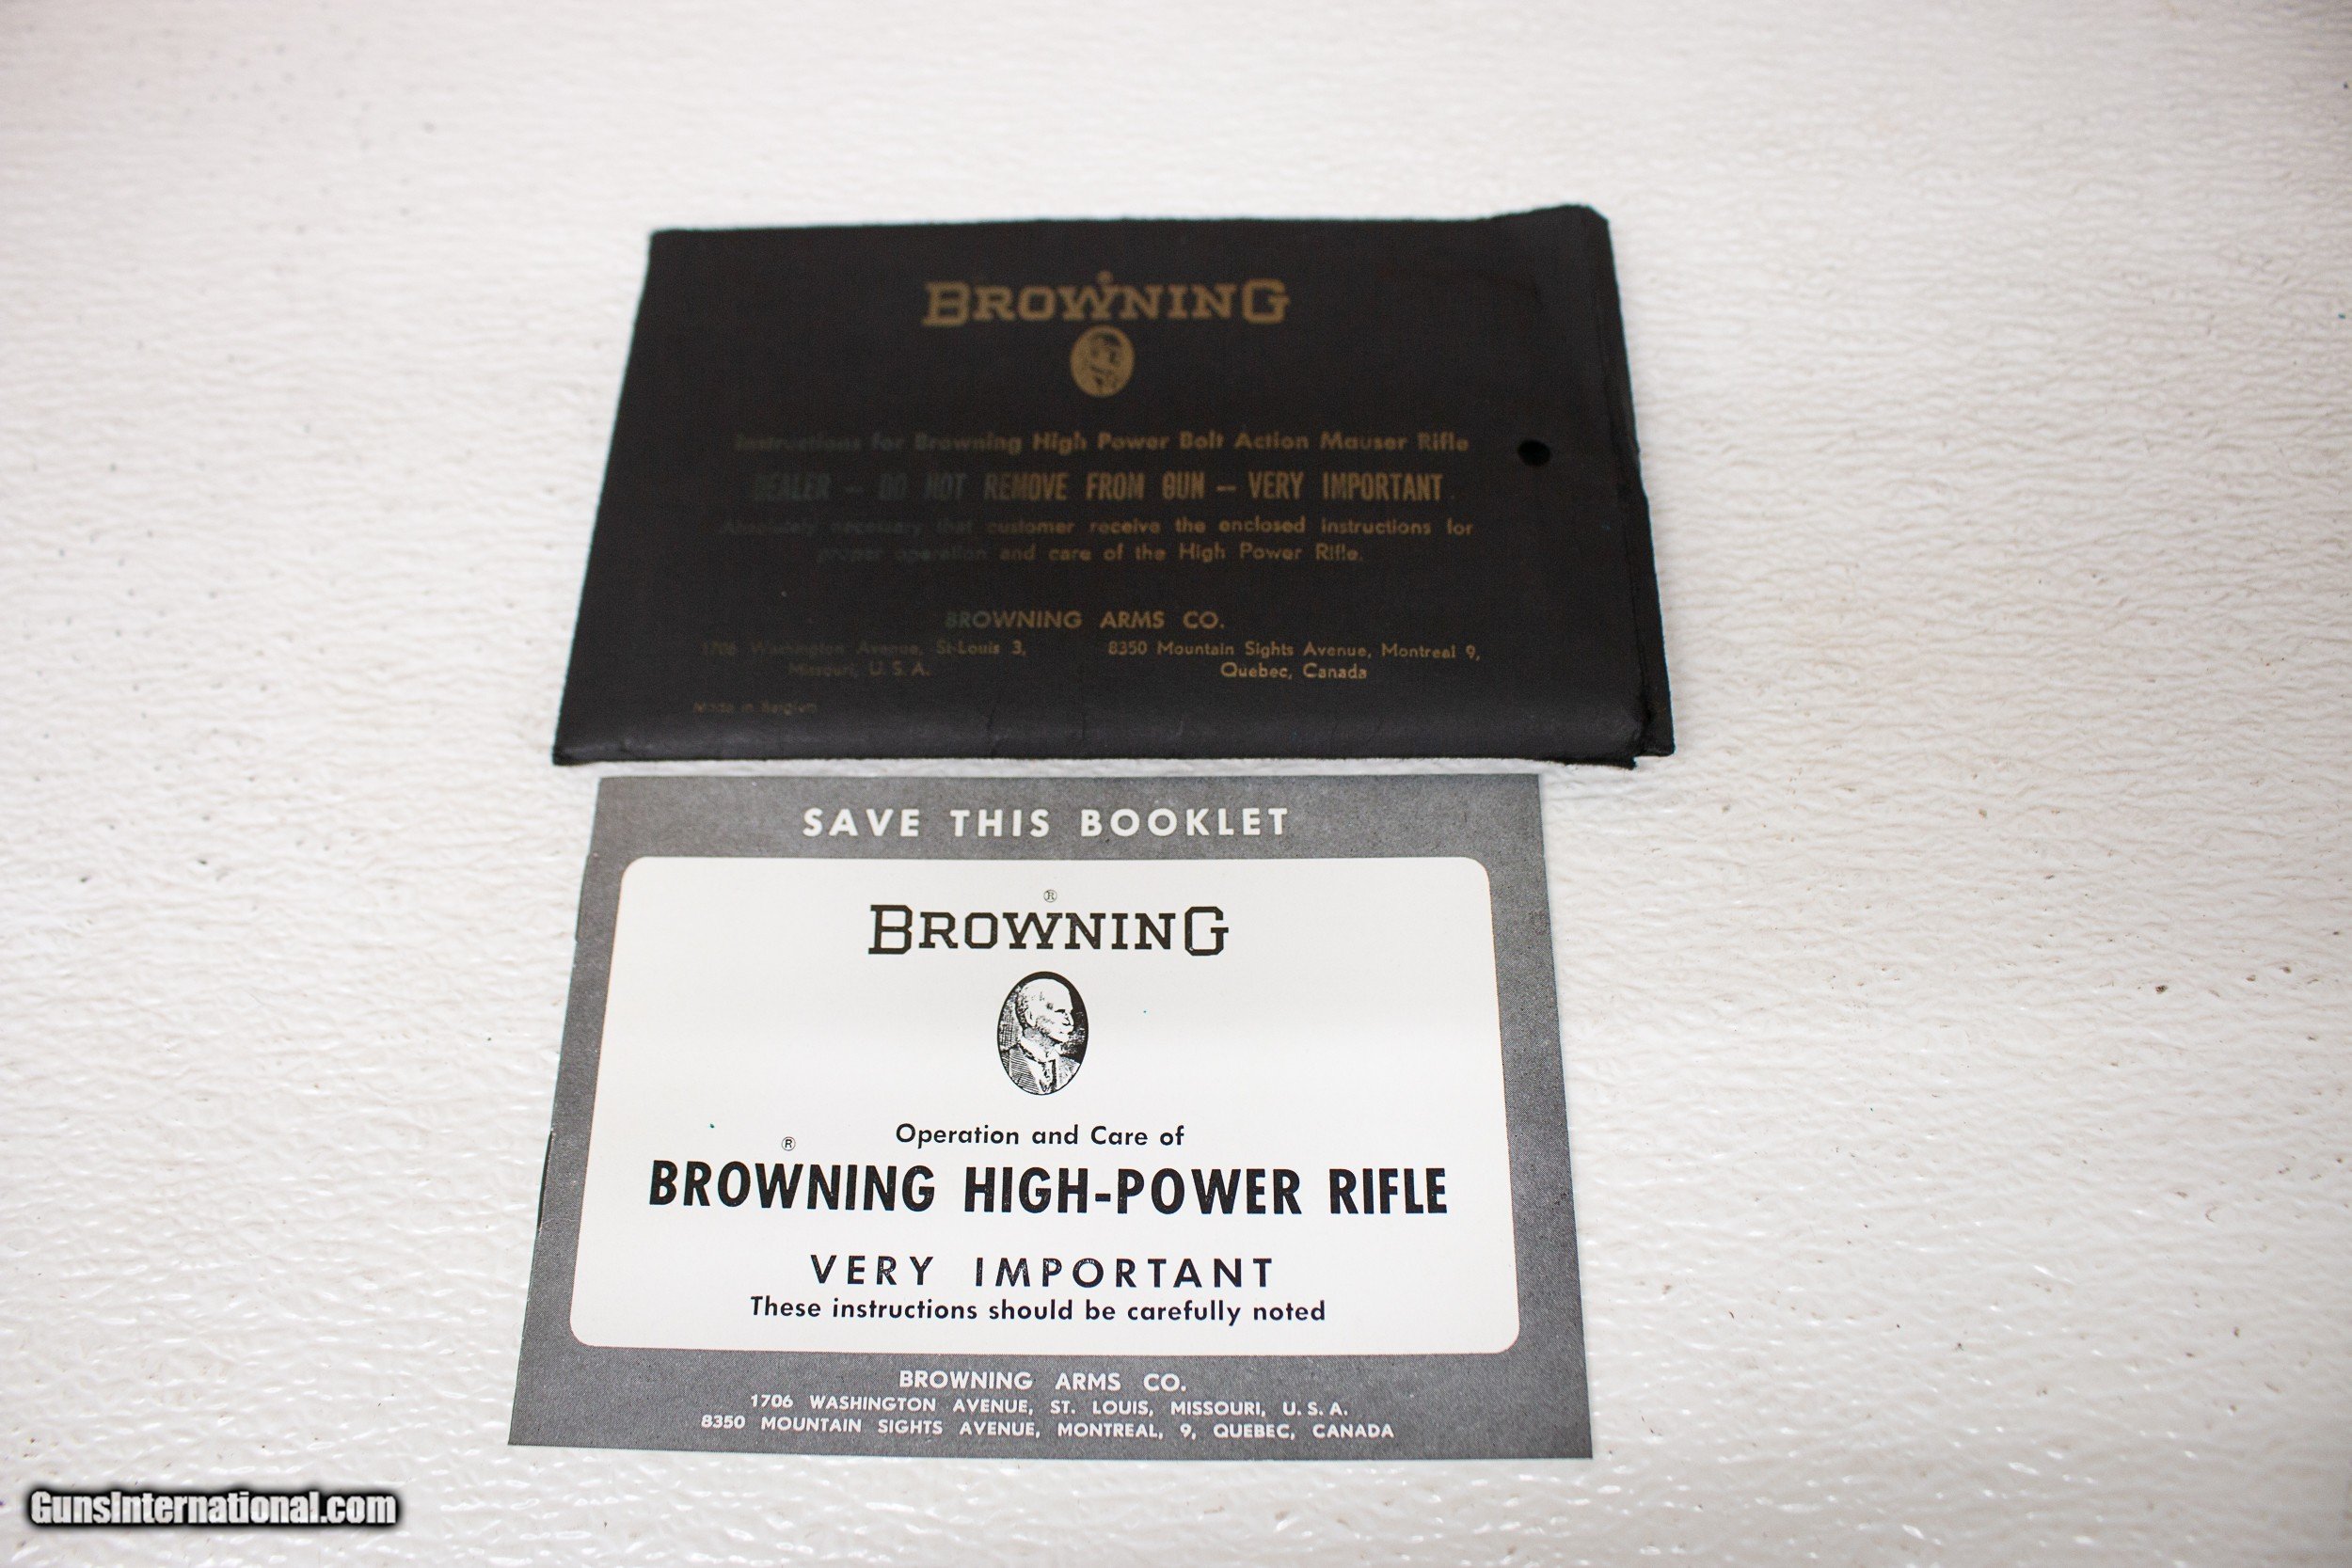 BROWNING
®
Instructions for Browning High Power Bolt Action Mauser Rifle
DEALER — DO NOT REMOVE FROM GUN — VERY IMPORTANT
Absolutely necessary that customer receive the enclosed instructions for
proper operation and care of the High Power Rifle.
BROWNING ARMS CO.
1706 Washington Avenue, St-Louis 3,
Missouri, U. S. A.
8350 Mountain Sights Avenue, Montreal 9,
Quebec, Canada
Made in Belgium
SAVE THIS BOOKLET
®
BROWNING
Operation and Care of
®
BROWNING HIGH-POWER RIFLE
VERY IMPORTANT
These instructions should be carefully noted
BROWNING ARMS CO.
1706 WASHINGTON AVENUE, ST. LOUIS, MISSOURI, U. S. A.
8350 MOUNTAIN SIGHTS AVENUE, MONTREAL, 9, QUEBEC, CANADA
GunsInternational.com